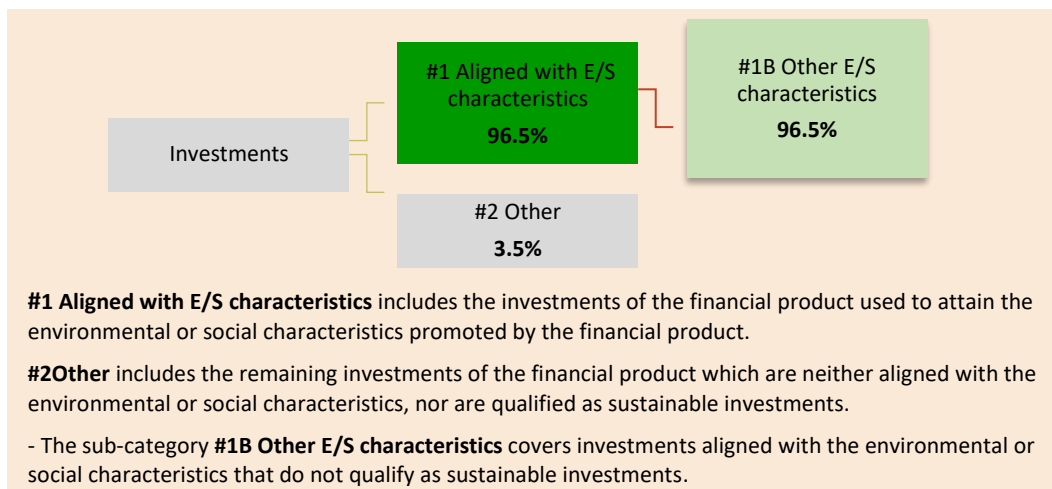 #1 Aligned with E/S
characteristics
96.5%
#1B Other E/S
characteristics
96.5%
Investments
#2 Other
3.5%
#1 Aligned with E/S characteristics includes the investments of the financial product used to attain the
environmental or social characteristics promoted by the financial product.
#2Other includes the remaining investments of the financial product which are neither aligned with the
environmental or social characteristics, nor are qualified as sustainable investments.
- The sub-category #1B Other E/S characteristics covers investments aligned with the environmental or
social characteristics that do not qualify as sustainable investments.